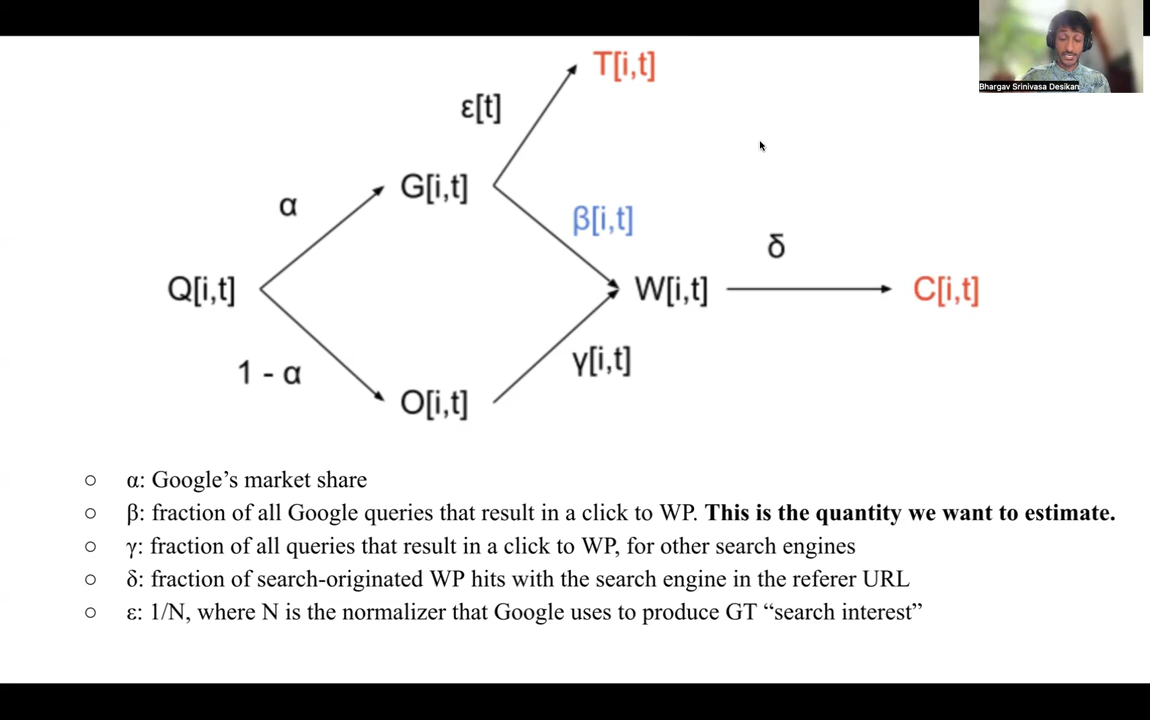 T[i,t]
Bhargav Srinivasa Desikan
ε[t]
G[i,t]
α
β[i,t]
δ
Q[i,t]
W[i,t]
C[i,t]
γ[i,t]
1 - α
O[i,t]
○ α: Google’s market share
○ β: fraction of all Google queries that result in a click to WP. This is the quantity we want to estimate.
○ γ: fraction of all queries that result in a click to WP, for other search engines
○ δ: fraction of search-originated WP hits with the search engine in the referer URL
○ ε: 1/N, where N is the normalizer that Google uses to produce GT “search interest”